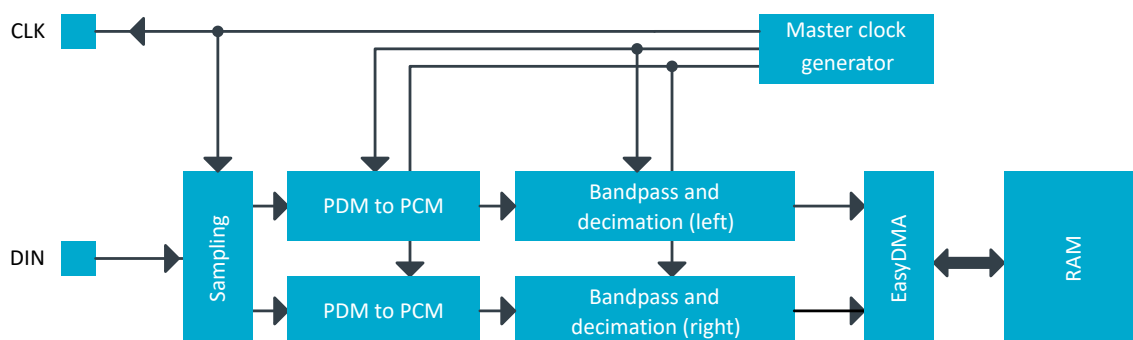 CLK
Master clock
generator
DIN
Sampling
PDM to PCM
Bandpass and
decimation (left)
PDM to PCM
Bandpass and
decimation (right)
EasyDMA
RAM